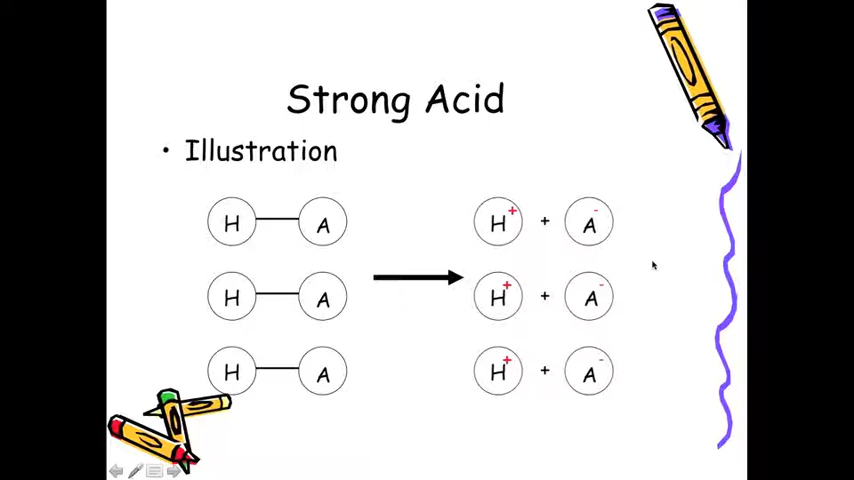 Strong Acid
• Illustration
H A H+ + A-
H A H+ + A-
H A H+ + A-